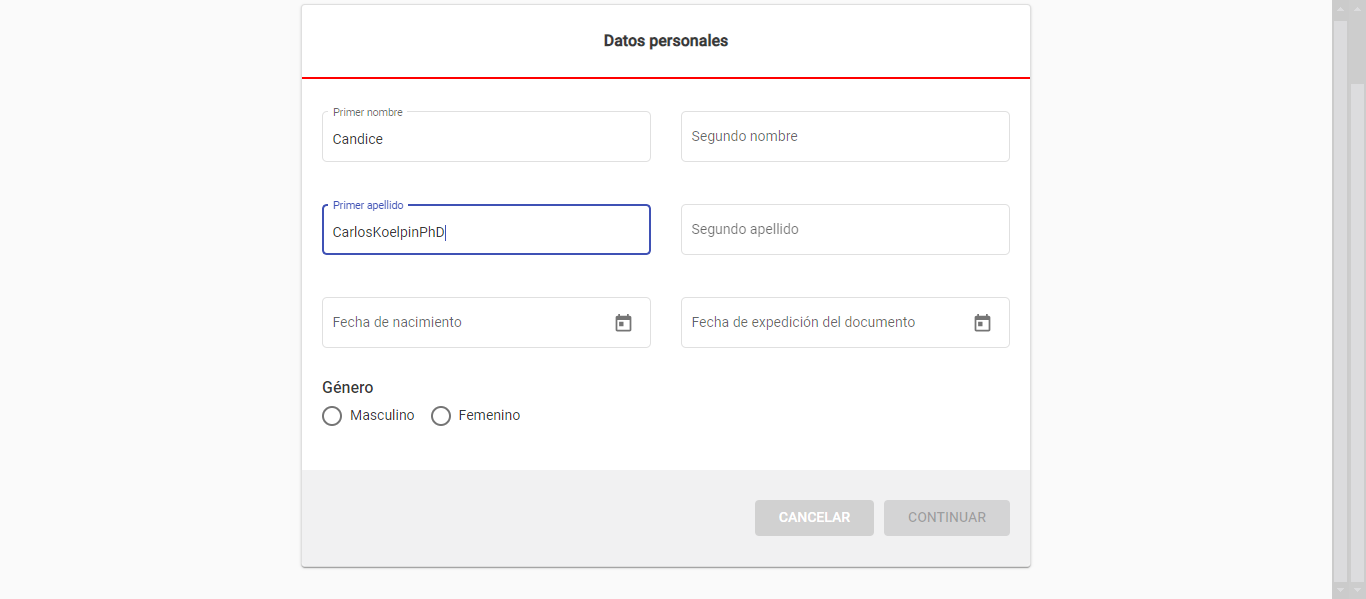 Datos personales
Primer nombre
Candice
Segundo nombre
Primer apellido
CarlosKoelpinPhD
Segundo apellido
Fecha de nacimiento
Fecha de expedición del documento
Género
Masculino Femenino
CANCELAR CONTINUAR